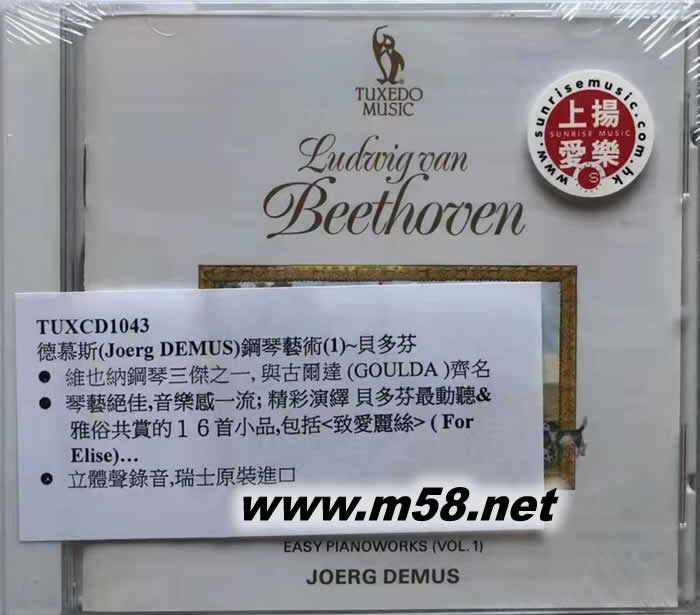 TUXEDO
MUSIC
www.sunrisemusic.com.hk
上揚
SUNRISE MUSIC
愛樂
S
Ludwig van
Beethoven
TUXCD1043
德慕斯(Joerg DEMUS)鋼琴藝術(1)~貝多芬
● 維也納鋼琴三傑之一, 與古爾達 (GOULDA )齊名
● 琴藝絕佳,音樂感一流; 精彩演繹 貝多芬最動聽&
雅俗共賞的１６首小品,包括<致愛麗絲> ( For
Elise)…
● 立體聲錄音,瑞士原裝進口
www.m58.net
EASY PIANOWORKS (VOL. 1)
JOERG DEMUS